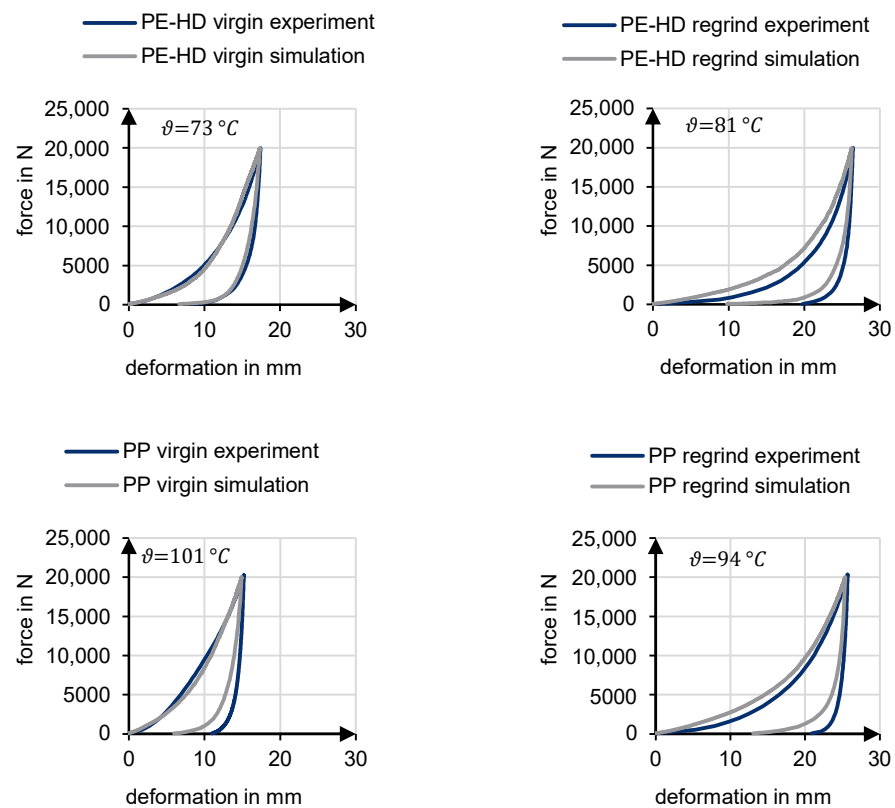 PE-HD virgin experiment
PE-HD virgin simulation
25,000
20,000
15,000
10,000
5000
0
force in N
ϑ=73 °C
0 10 20 30
deformation in mm
PE-HD regrind experiment
PE-HD regrind simulation
25,000
20,000
15,000
10,000
5000
0
force in N
ϑ=81 °C
0 10 20 30
deformation in mm
PP virgin experiment
PP virgin simulation
25,000
20,000
15,000
10,000
5000
0
force in N
ϑ=101 °C
0 10 20 30
deformation in mm
PP regrind experiment
PP regrind simulation
25,000
20,000
15,000
10,000
5000
0
force in N
ϑ=94 °C
0 10 20 30
deformation in mm